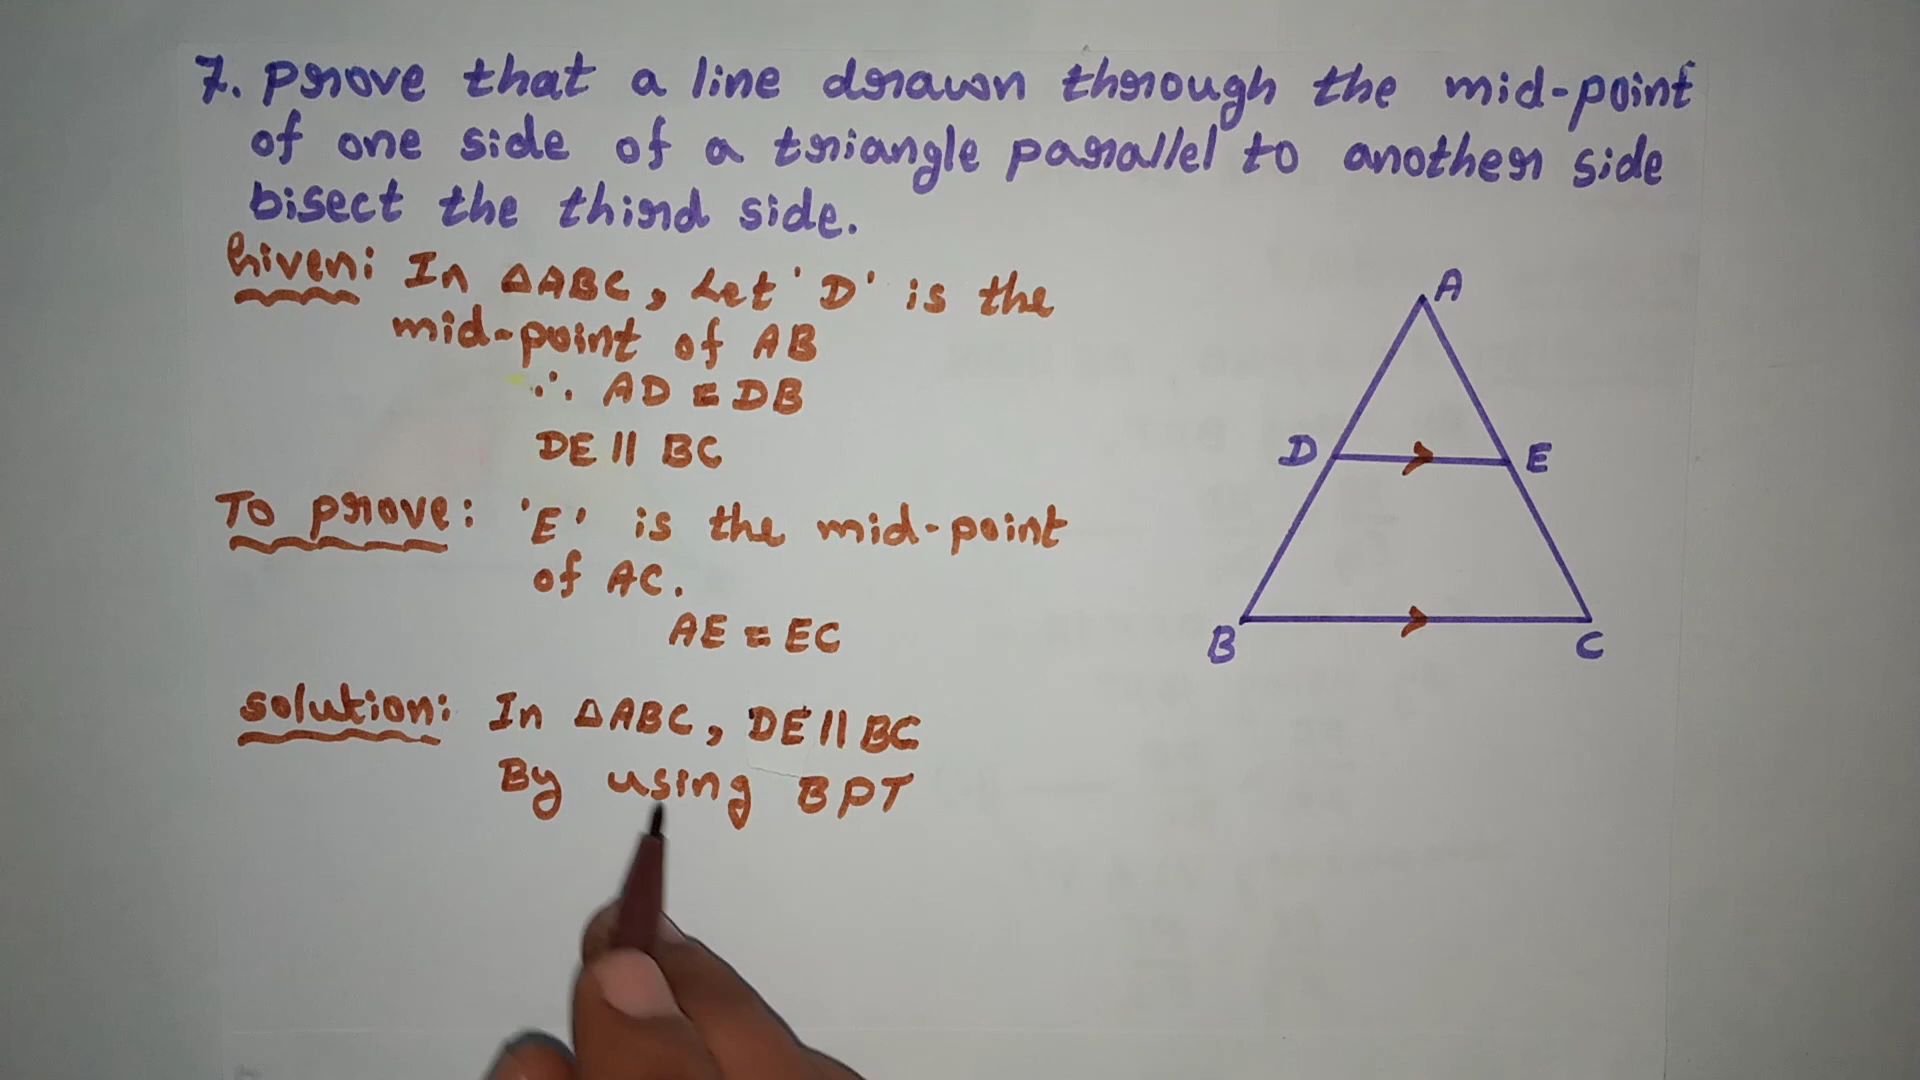 7. Prove that a line drawn through the mid-point
of one side of a triangle parallel to another side
bisect the third side.
Given: In △ABC, Let 'D' is the
mid-point of AB
∴ AD = DB
DE || BC
To prove: 'E' is the mid-point
of AC.
AE = EC
solution: In △ABC, DE || BC
By using BPT
A
D
E
B
C